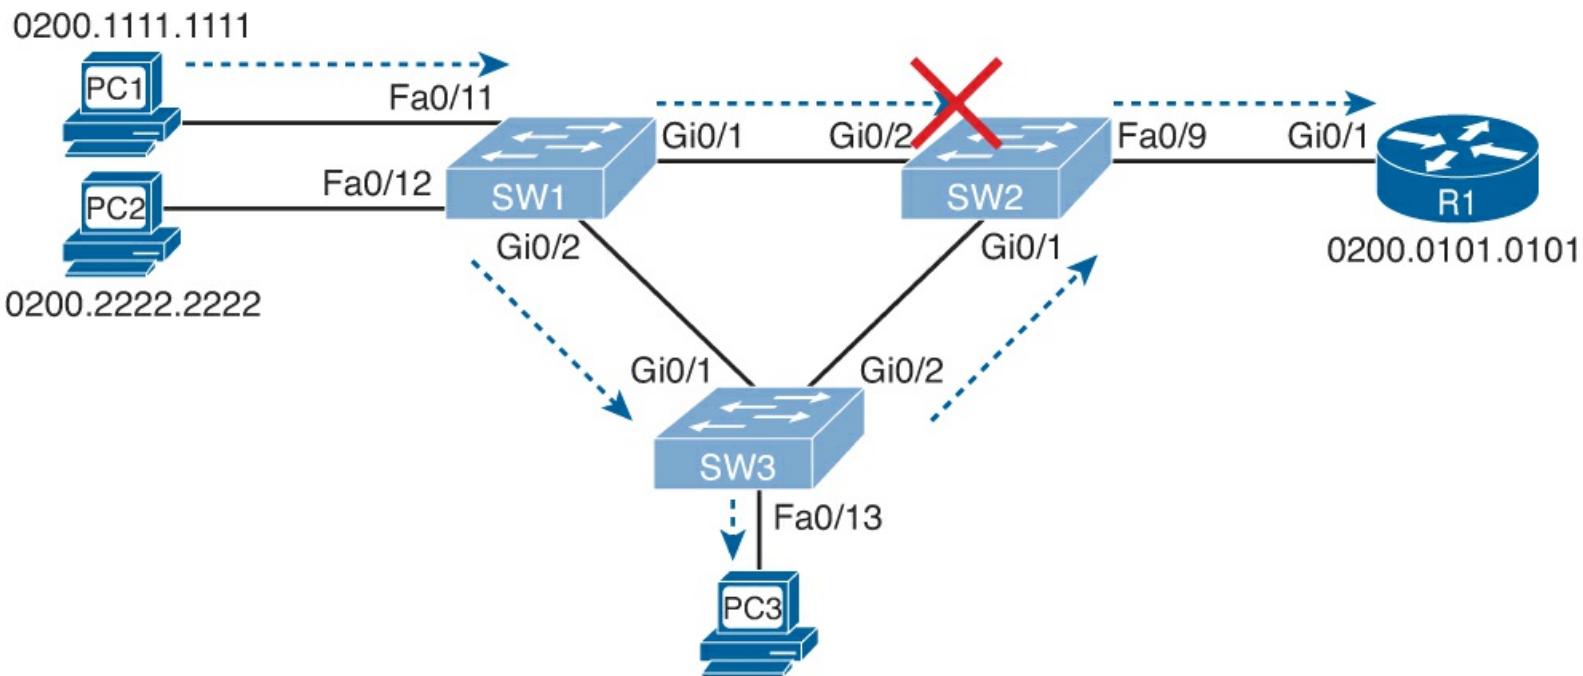 0200.1111.1111
PC1
Fa0/11
Gi0/1
Gi0/2
Fa0/9
Gi0/1
PC2
Fa0/12
SW1
SW2
R1
Gi0/2
Gi0/1
0200.0101.0101
0200.2222.2222
Gi0/1
Gi0/2
SW3
Fa0/13
PC3